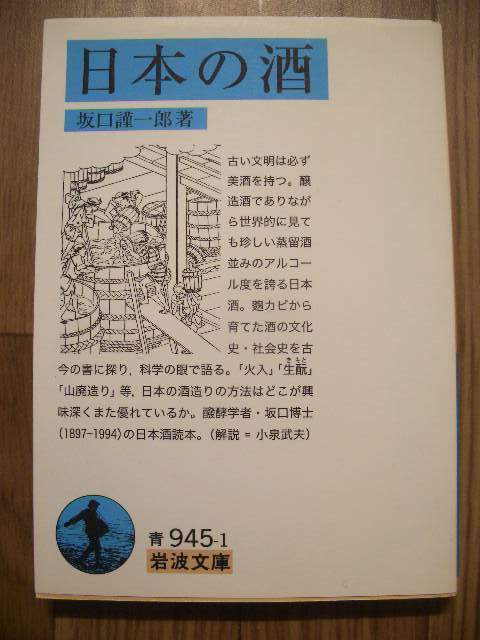 日本の酒
坂口謹一郎著
古い文明は必ず
美酒を持つ。醸
造酒でありなが
ら世界的に見て
も珍しい蒸留酒
並みのアルコー
ル度を誇る日本
酒。麴カビから
育てた酒の文化
史・社会史を古
今の書に探り,科学の眼で語る。「火入」「生酛」
きもと
「山廃造り」等,日本の酒造りの方法はどこが興
味深くまた優れているか。醱酵学者・坂口博士
(1897-1994)の日本酒読本。(解説=小泉武夫)
青 945-1
岩波文庫